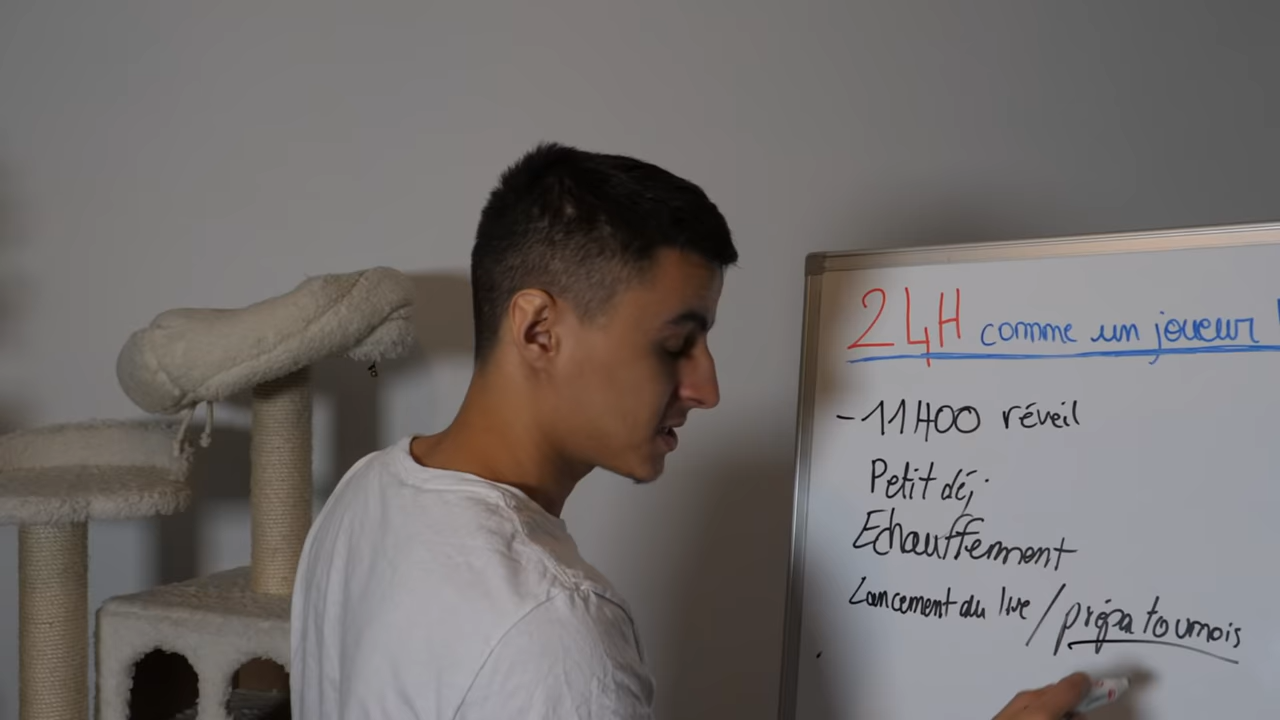 24H comme un joueur
- 11H00 réveil
Petit déj.
Echauffement
Lancement du live / prépa tournois